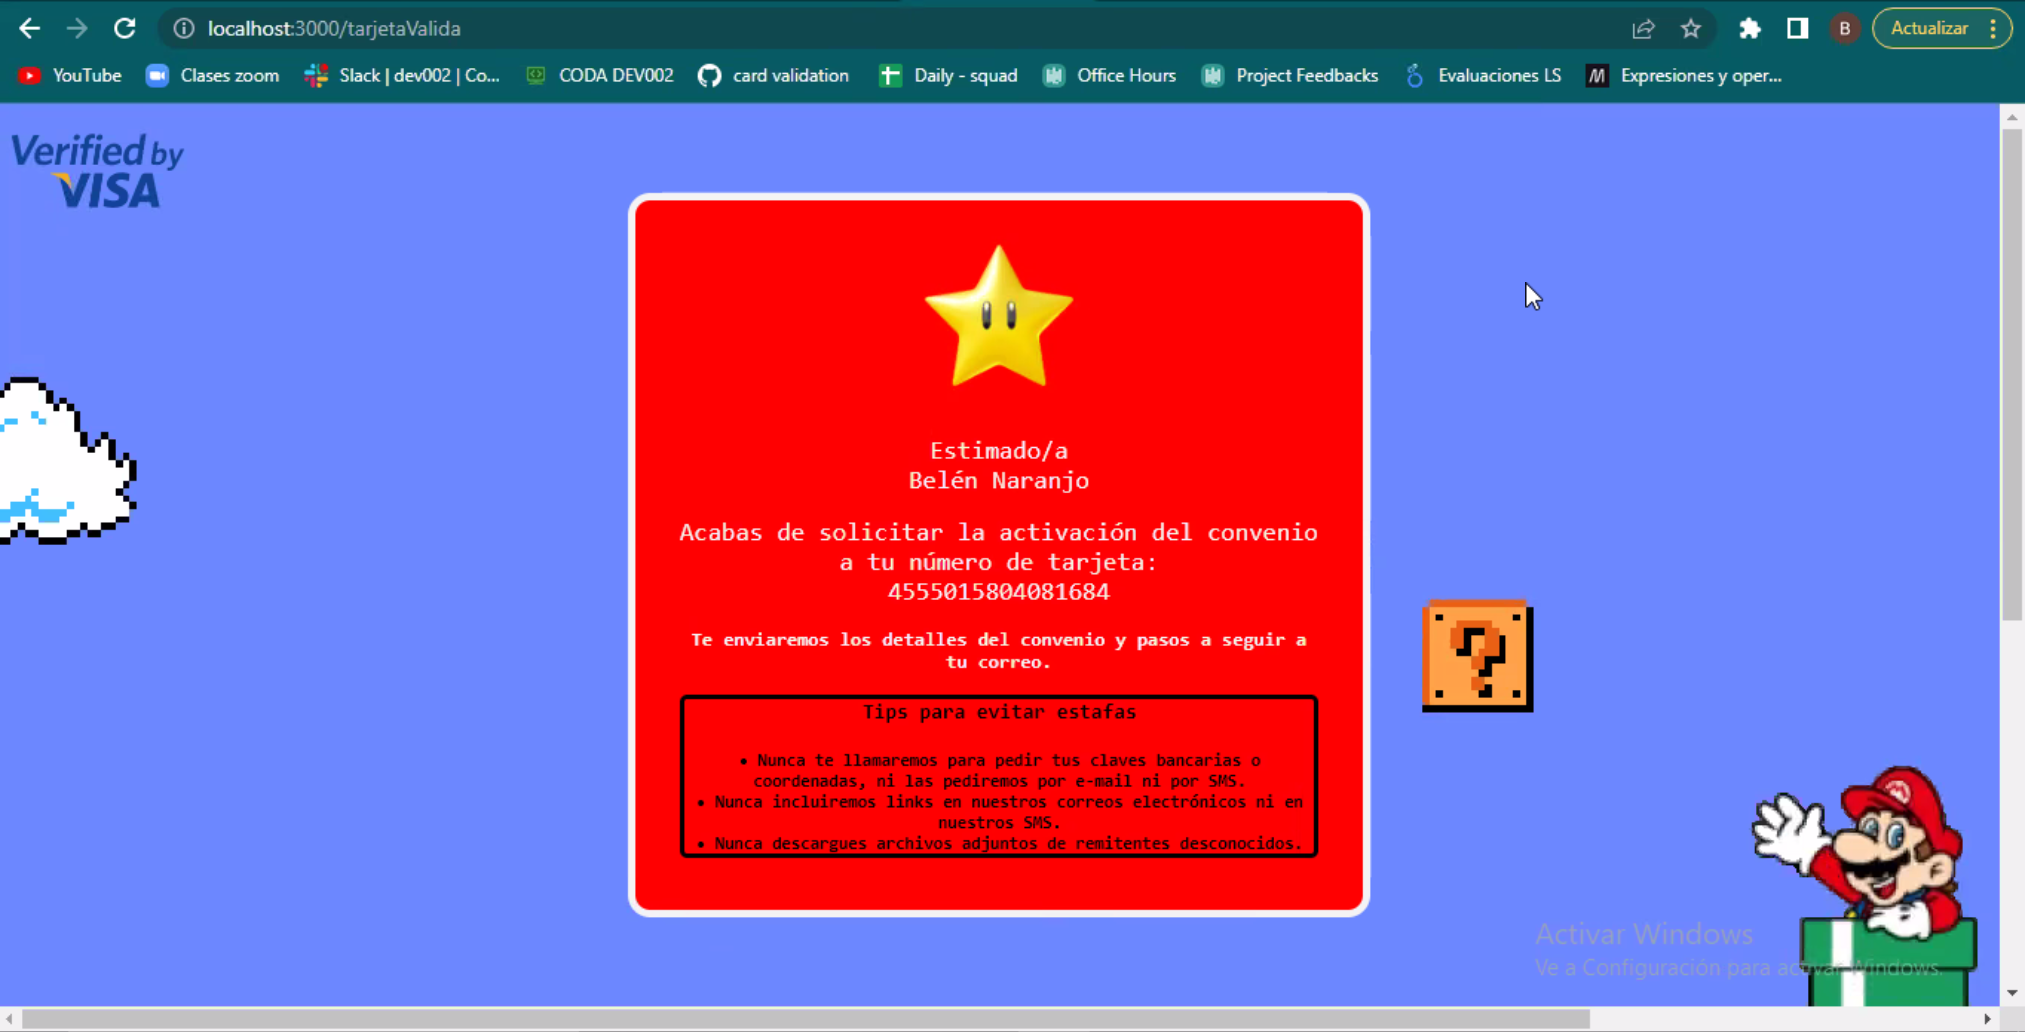 localhost:3000/tarjetaValida
B
Actualizar
YouTube
Clases zoom
Slack | dev002 | Co...
CODA DEV002
card validation
Daily - squad
Office Hours
Project Feedbacks
Evaluaciones LS
M
Expresiones y oper...
Verified by
VISA
Estimado/a
Belén Naranjo
Acabas de solicitar la activación del convenio
a tu número de tarjeta:
4555015804081684
Te enviaremos los detalles del convenio y pasos a seguir a
tu correo.
?
Tips para evitar estafas
• Nunca te llamaremos para pedir tus claves bancarias o
coordenadas, ni las pediremos por e-mail ni por SMS.
• Nunca incluiremos links en nuestros correos electrónicos ni en
nuestros SMS.
• Nunca descargues archivos adjuntos de remitentes desconocidos.
M
Activar Windows
Ve a Configuración para activar Windows.